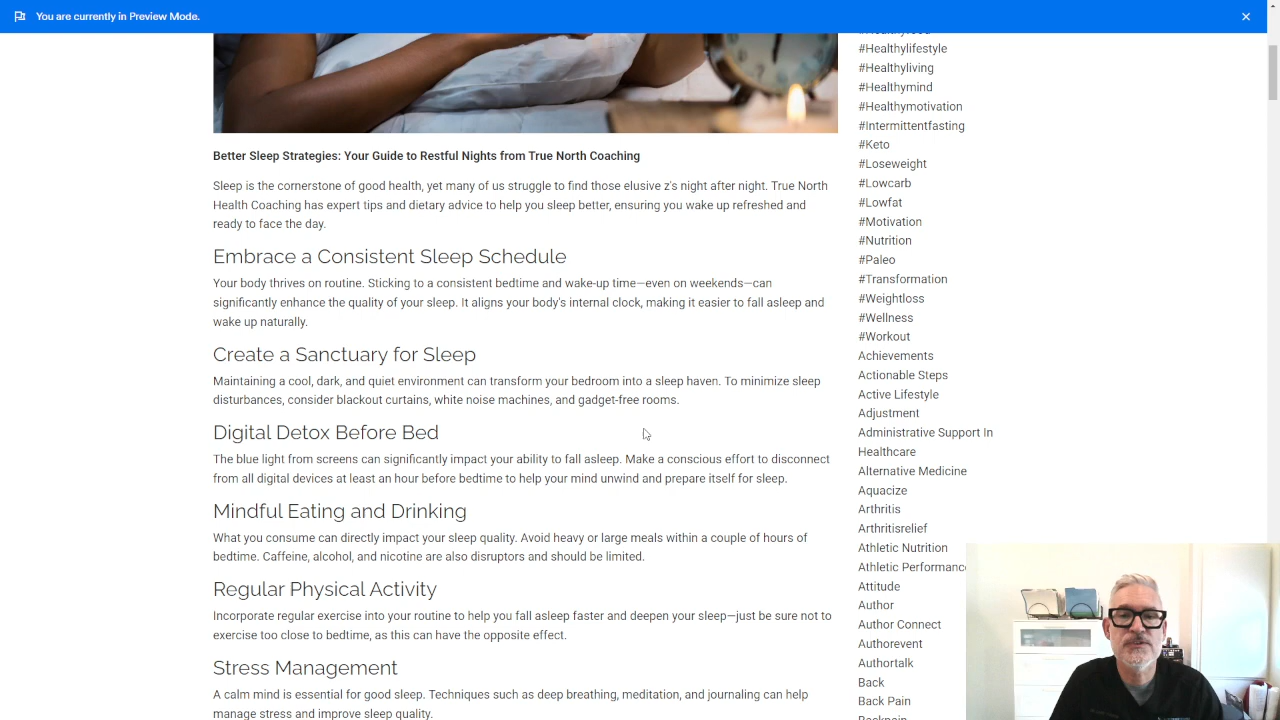 You are currently in Preview Mode.
Better Sleep Strategies: Your Guide to Restful Nights from True North Coaching
Sleep is the cornerstone of good health, yet many of us struggle to find those elusive z's night after night. True North
Health Coaching has expert tips and dietary advice to help you sleep better, ensuring you wake up refreshed and
ready to face the day.
Embrace a Consistent Sleep Schedule
Your body thrives on routine. Sticking to a consistent bedtime and wake-up time—even on weekends—can
significantly enhance the quality of your sleep. It aligns your body's internal clock, making it easier to fall asleep and
wake up naturally.
Create a Sanctuary for Sleep
Maintaining a cool, dark, and quiet environment can transform your bedroom into a sleep haven. To minimize sleep
disturbances, consider blackout curtains, white noise machines, and gadget-free rooms.
Digital Detox Before Bed
The blue light from screens can significantly impact your ability to fall asleep. Make a conscious effort to disconnect
from all digital devices at least an hour before bedtime to help your mind unwind and prepare itself for sleep.
Mindful Eating and Drinking
What you consume can directly impact your sleep quality. Avoid heavy or large meals within a couple of hours of
bedtime. Caffeine, alcohol, and nicotine are also disruptors and should be limited.
Regular Physical Activity
Incorporate regular exercise into your routine to help you fall asleep faster and deepen your sleep—just be sure not to
exercise too close to bedtime, as this can have the opposite effect.
Stress Management
A calm mind is essential for good sleep. Techniques such as deep breathing, meditation, and journaling can help
manage stress and improve sleep quality.
#Healthylifestyle
#Healthyliving
#Healthymind
#Healthymotivation
#Intermittentfasting
#Keto
#Loseweight
#Lowcarb
#Lowfat
#Motivation
#Nutrition
#Paleo
#Transformation
#Weightloss
#Wellness
#Workout
Achievements
Actionable Steps
Active Lifestyle
Adjustment
Administrative Support In
Healthcare
Alternative Medicine
Aquacize
Arthritis
Arthritisrelief
Athletic Nutrition
Athletic Performance
Attitude
Author
Author Connect
Authorevent
Authortalk
Back
Back Pain
Backpain